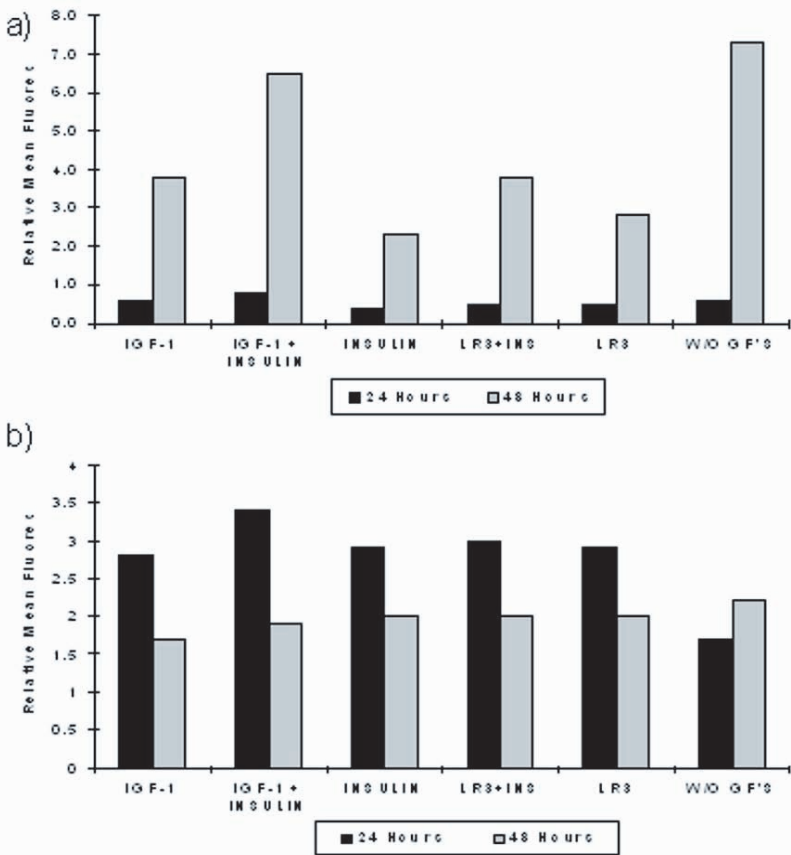 a)
Relative Mean Fluorec
8.0
7.0
6.0
5.0
4.0
3.0
2.0
1.0
0.0
IGF-1
IGF-1 +
INSULIN
INSULIN
LR3+INS
LR3
W/O GF'S
24 Hours
48 Hours
b)
Relative Mean Fluorec
4
3.5
3
2.5
2
1.5
1
0.5
0
IGF-1
IGF-1 +
INSULIN
INSULIN
LR3+INS
LR3
W/O GF'S
24 Hours
48 Hours